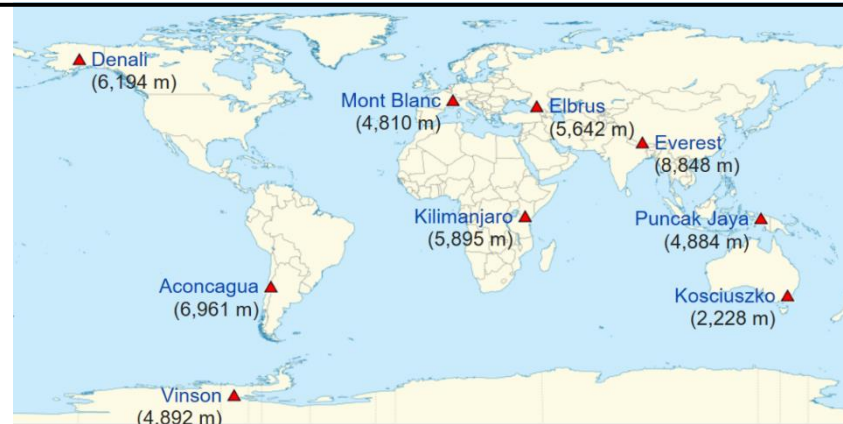 Denali
(6,194 m)
Mont Blanc
(4,810 m)
Elbrus
(5,642 m)
Everest
(8,848 m)
Kilimanjaro
(5,895 m)
Puncak Jaya
(4,884 m)
Aconcagua
(6,961 m)
Kosciuszko
(2,228 m)
Vinson
(4,892 m)